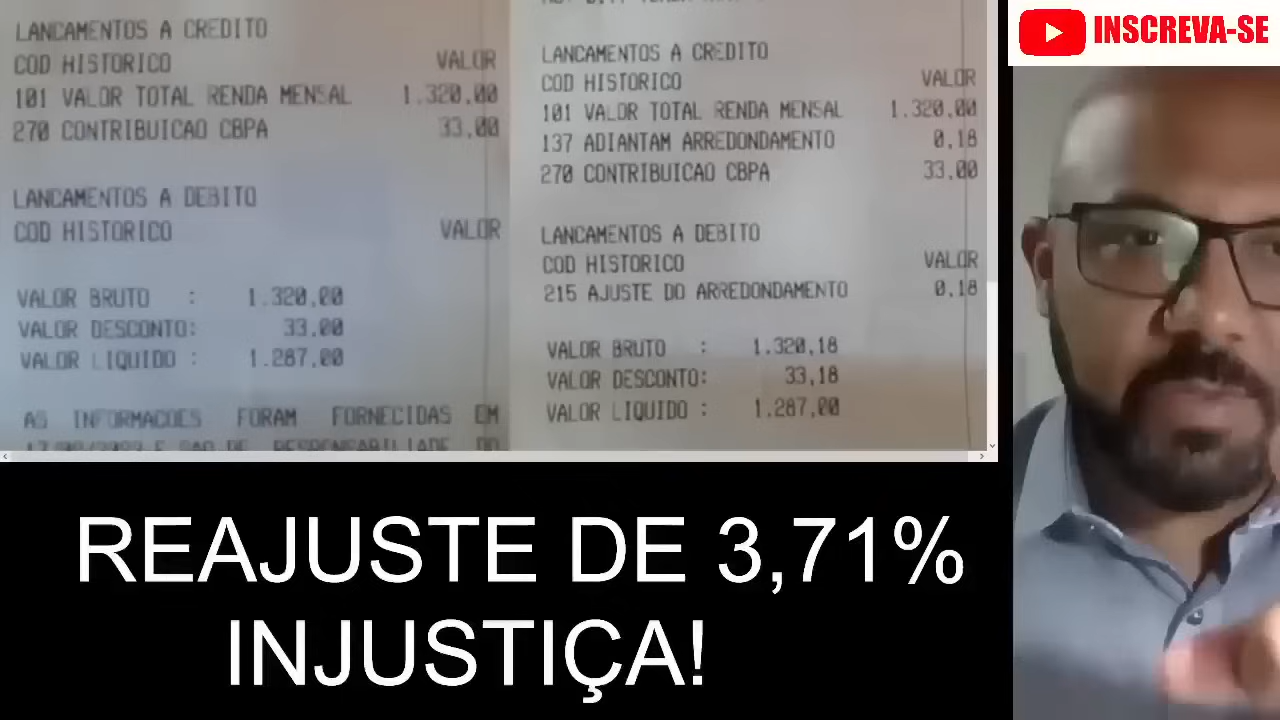 LANCAMENTOS A CREDITO
COD HISTORICO VALOR
101 VALOR TOTAL RENDA MENSAL 1.320,00
270 CONTRIBUICAO CBPA 33,00
LANCAMENTOS A DEBITO
COD HISTORICO VALOR
VALOR BRUTO : 1.320,00
VALOR DESCONTO: 33,00
VALOR LIQUIDO : 1.287,00
AS INFORMACOES FORAM FORNECIDAS EM
LANCAMENTOS A CREDITO
COD HISTORICO VALOR
101 VALOR TOTAL RENDA MENSAL 1.320,00
137 ADIANTAM ARREDONDAMENTO 0,18
270 CONTRIBUICAO CBPA 33,00
LANCAMENTOS A DEBITO
COD HISTORICO VALOR
215 AJUSTE DO ARREDONDAMENTO 0,18
VALOR BRUTO : 1.320,18
VALOR DESCONTO: 33,18
VALOR LIQUIDO : 1.287,00
INSCREVA-SE
REAJUSTE DE 3,71%
INJUSTIÇA!